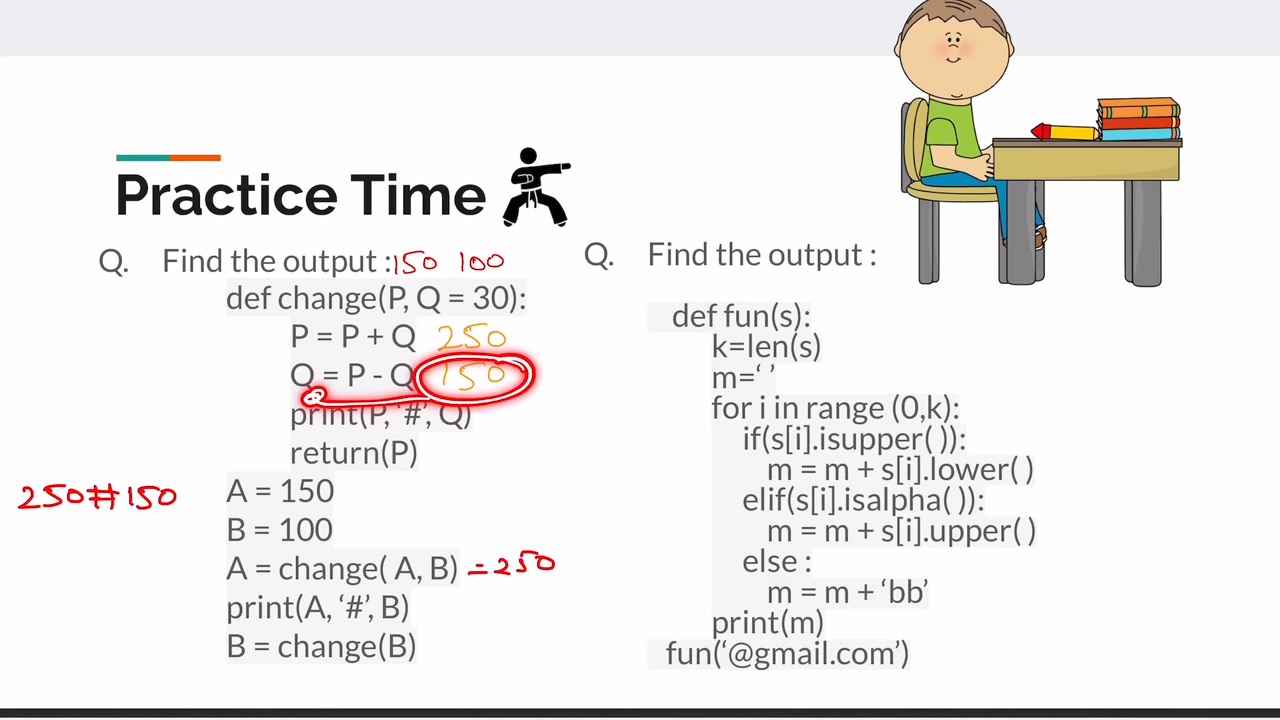 Practice Time
Q. Find the output :150 100
def change(P, Q = 30):
P = P + Q 250
Q = P - Q 150
print(P, ‘#’, Q)
return(P)
250#150
A = 150
B = 100
A = change( A, B) =250
print(A, ‘#’, B)
B = change(B)
Q. Find the output :
def fun(s):
k=len(s)
m=‘ ’
for i in range (0,k):
if(s[i].isupper( )):
m = m + s[i].lower( )
elif(s[i].isalpha( )):
m = m + s[i].upper( )
else :
m = m + ‘bb’
print(m)
fun(‘@gmail.com’)